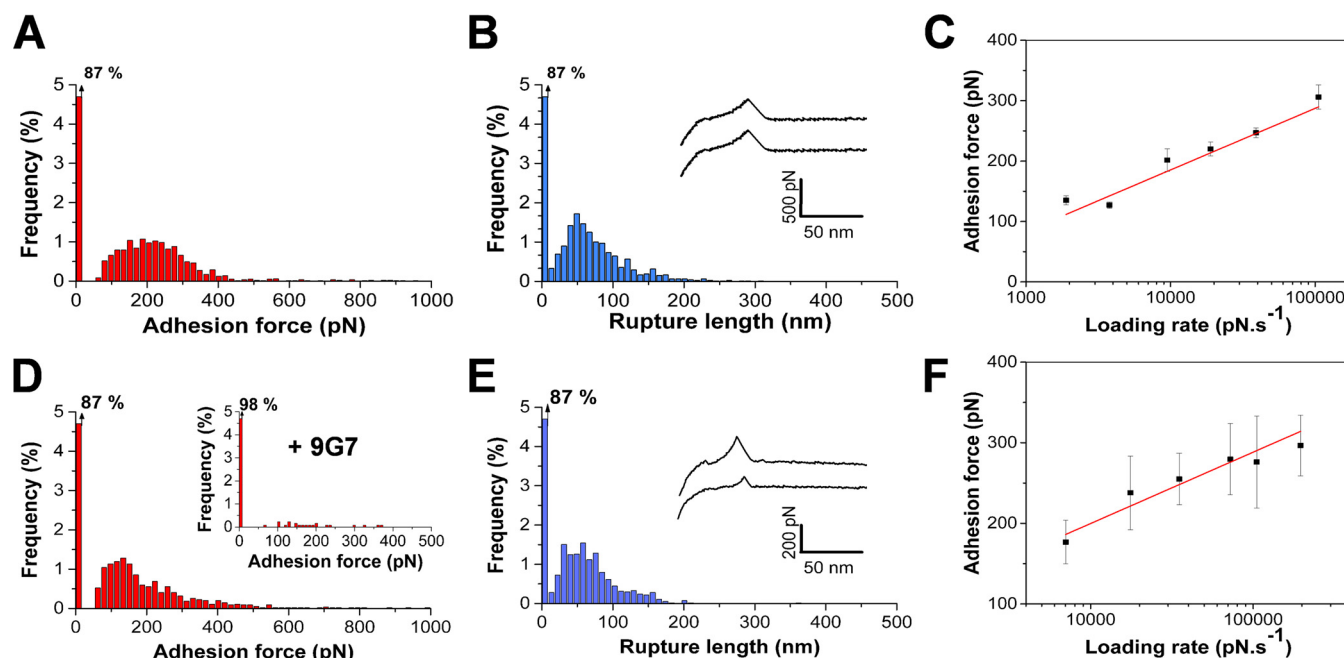 A
87 %
5
4
3
2
1
0
Frequency (%)
0 200 400 600 800 1000
Adhesion force (pN)
B
87 %
5
4
3
2
1
0
Frequency (%)
500 pN
50 nm
0 100 200 300 400 500
Rupture length (nm)
C
400
300
200
100
0
Adhesion force (pN)
1000 10000 100000
Loading rate (pN.s⁻¹)
D
87 %
5
4
3
2
1
0
Frequency (%)
98 %
5
4
3
2
1
0
Frequency (%)
+ 9G7
0 100 200 300 400 500
Adhesion force (pN)
0 200 400 600 800 1000
Adhesion force (pN)
E
87 %
5
4
3
2
1
0
Frequency (%)
200 pN
50 nm
0 100 200 300 400 500
Rupture length (nm)
F
400
300
200
100
Adhesion force (pN)
10000 100000
Loading rate (pN.s⁻¹)